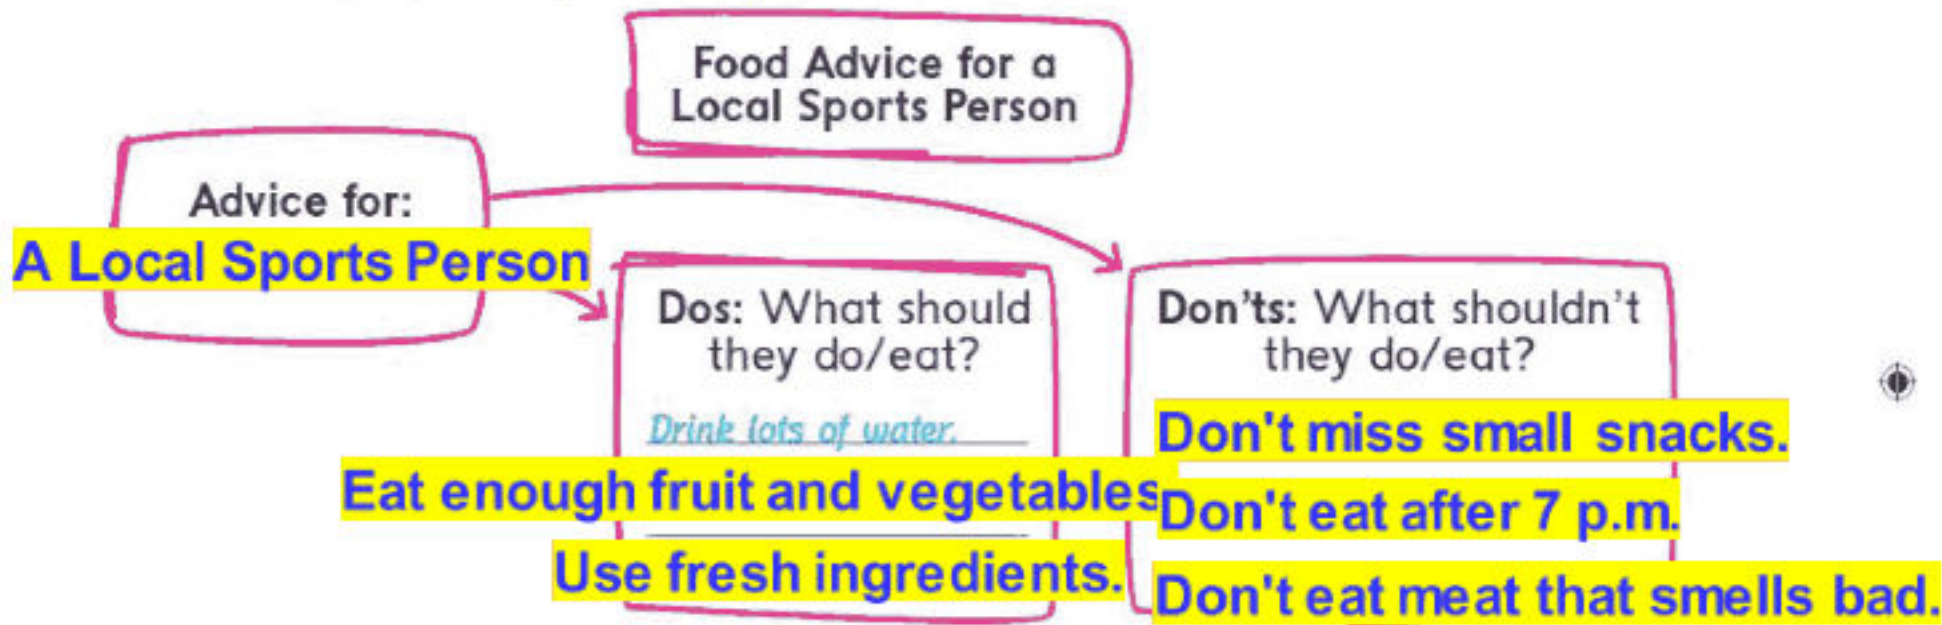 Food Advice for a
Local Sports Person
Advice for:
A Local Sports Person
Dos: What should
they do/eat?
Drink lots of water.
Eat enough fruit and vegetables
Use fresh ingredients.
Don'ts: What shouldn't
they do/eat?
Don't miss small snacks.
Don't eat after 7 p.m.
Don't eat meat that smells bad.